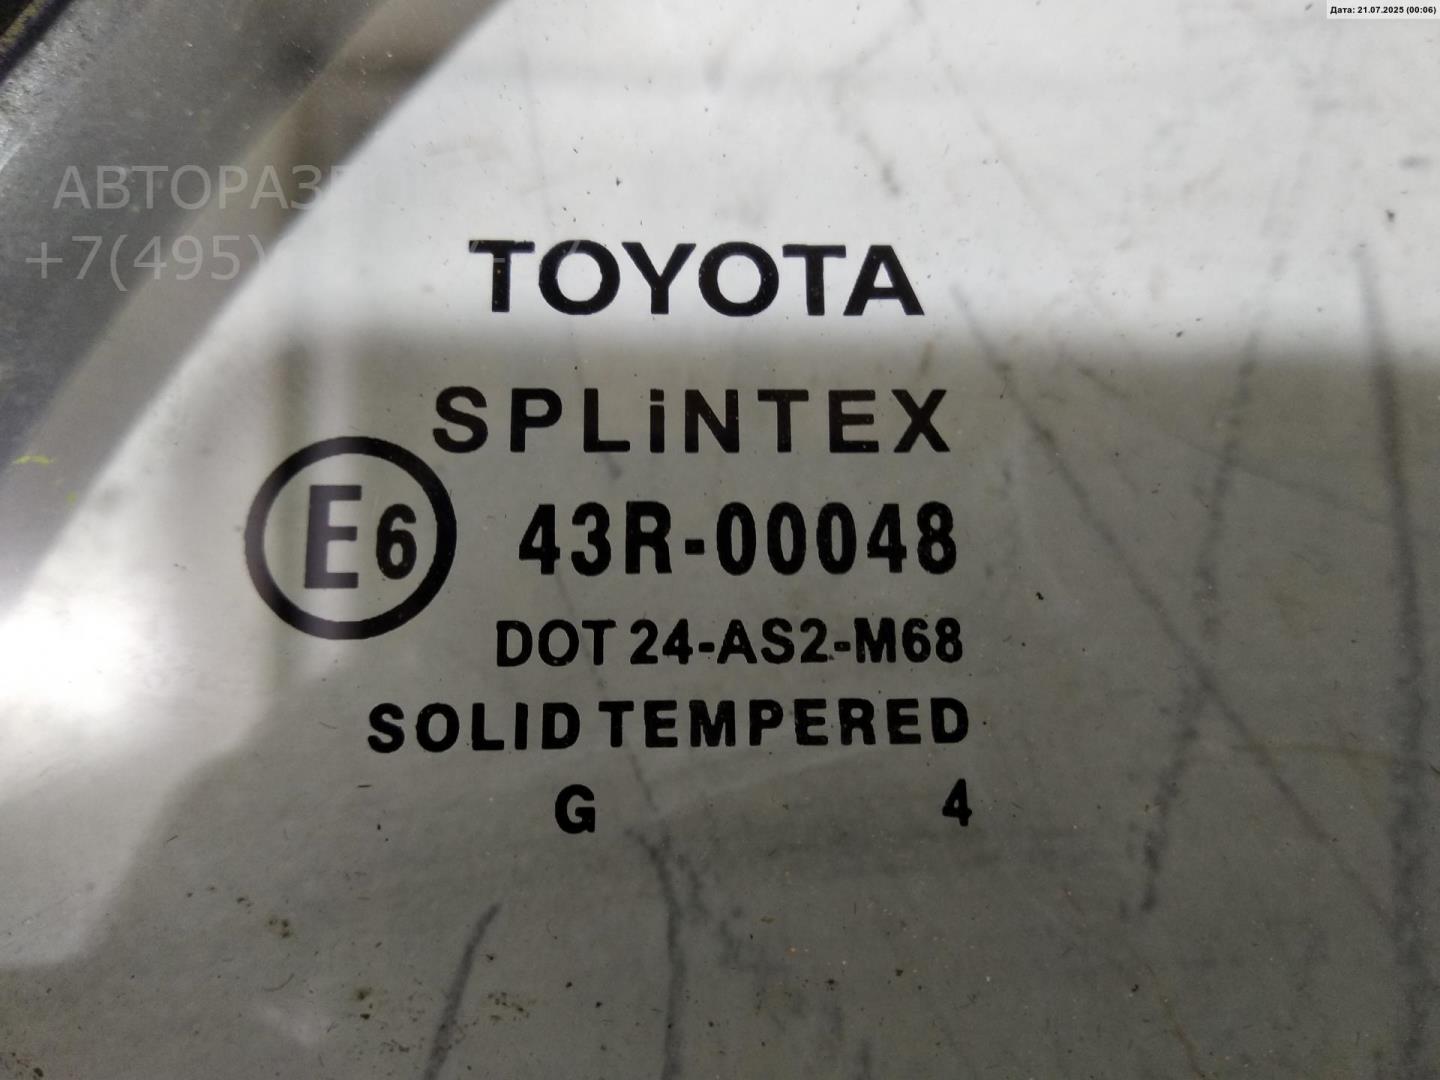 Дата: 21.07.2025 (00:06)
+7(495)
TOYOTA
SPLiNTEX
E6 43R-00048
DOT 24-AS2-M68
SOLID TEMPERED
G 4